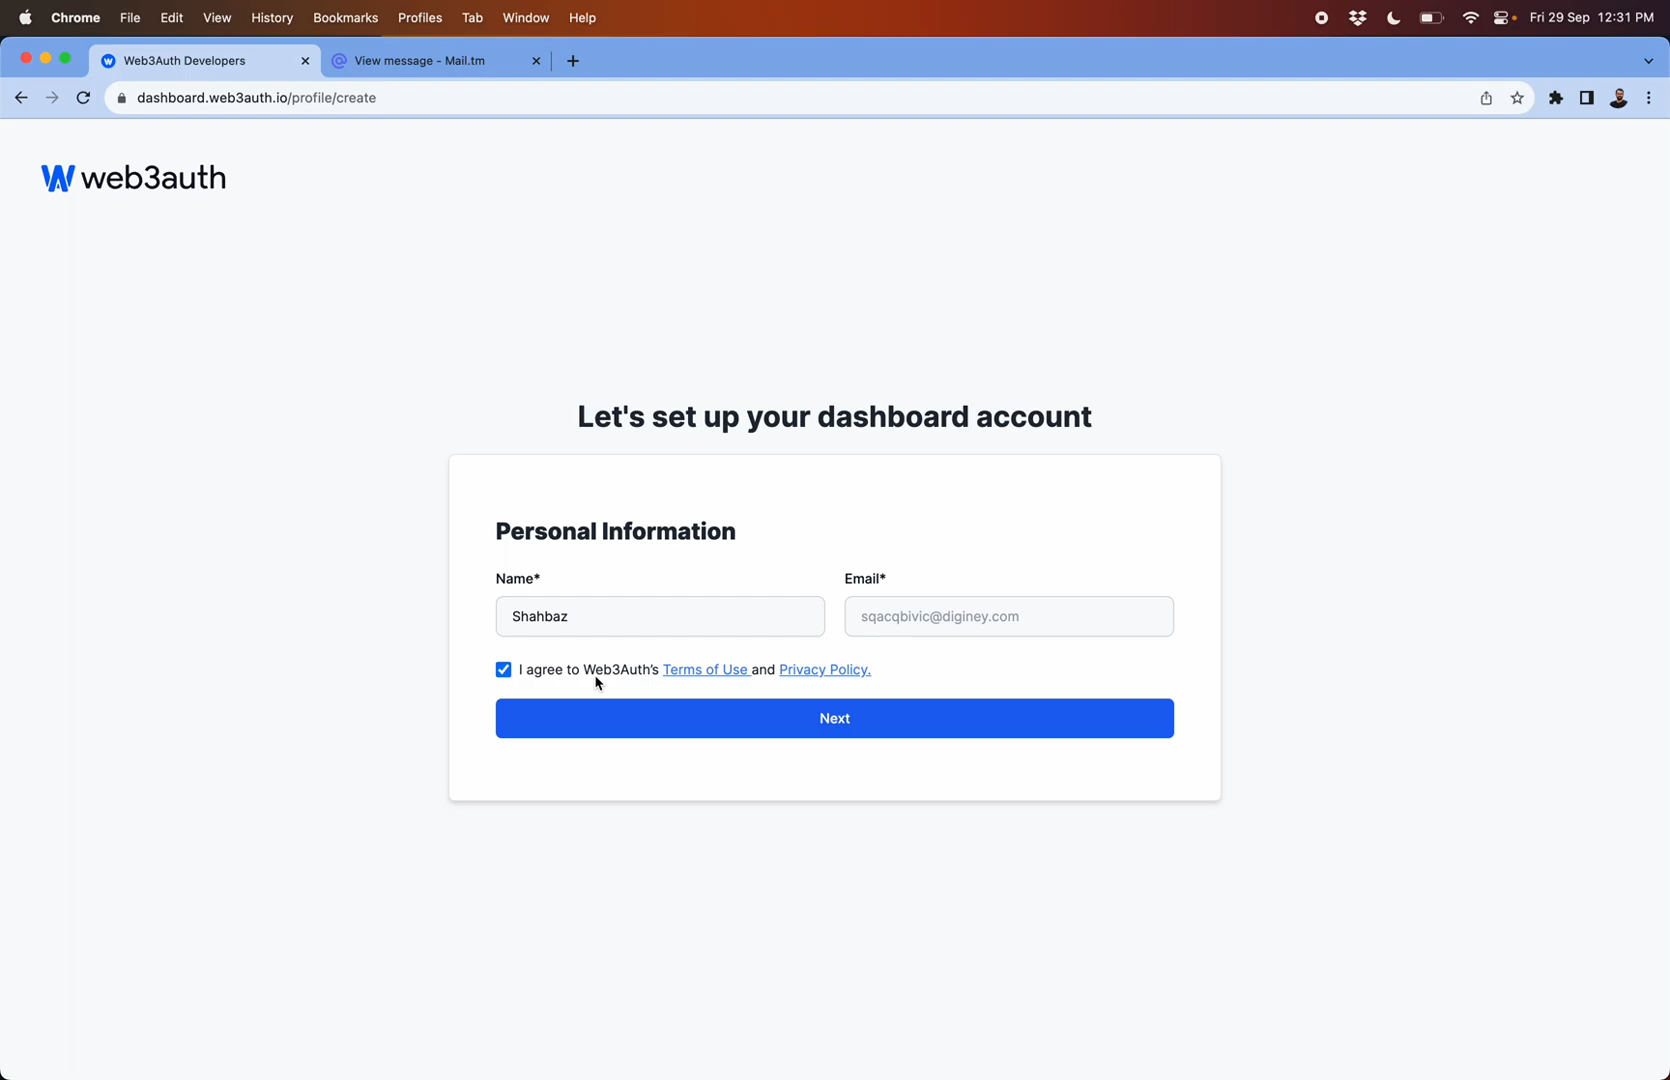 Chrome File Edit View History Bookmarks Profiles Tab Window Help Fri 29 Sep 12:31 PM
Web3Auth Developers View message - Mail.tm
dashboard.web3auth.io/profile/create
web3auth
Let's set up your dashboard account
Personal Information
Name* Email*
Shahbaz sqacqbivic@diginey.com
I agree to Web3Auth's Terms of Use and Privacy Policy.
Next